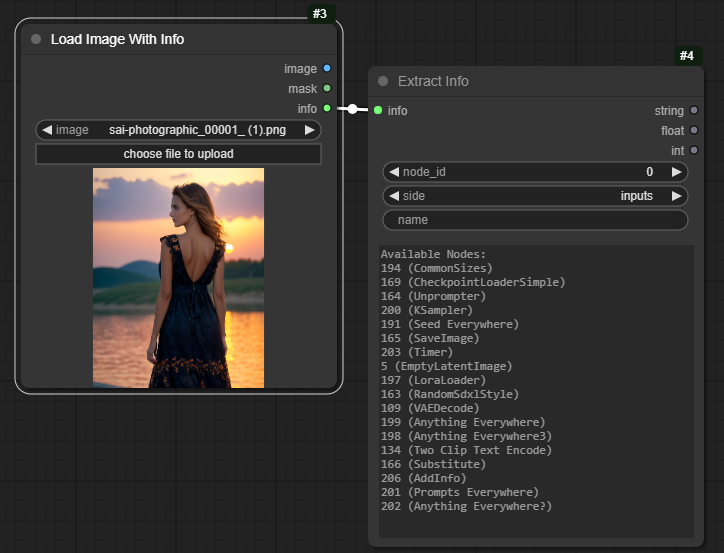 #3
Load Image With Info
image
mask
info
image sai-photographic_00001_ (1).png
choose file to upload
#4
Extract Info
info string
float
int
node_id 0
side inputs
name
Available Nodes:
194 (CommonSizes)
169 (CheckpointLoaderSimple)
164 (Unprompter)
200 (KSampler)
191 (Seed Everywhere)
165 (SaveImage)
203 (Timer)
5 (EmptyLatentImage)
197 (LoraLoader)
163 (RandomSdxlStyle)
109 (VAEDecode)
199 (Anything Everywhere)
198 (Anything Everywhere3)
134 (Two Clip Text Encode)
166 (Substitute)
206 (AddInfo)
201 (Prompts Everywhere)
202 (Anything Everywhere?)